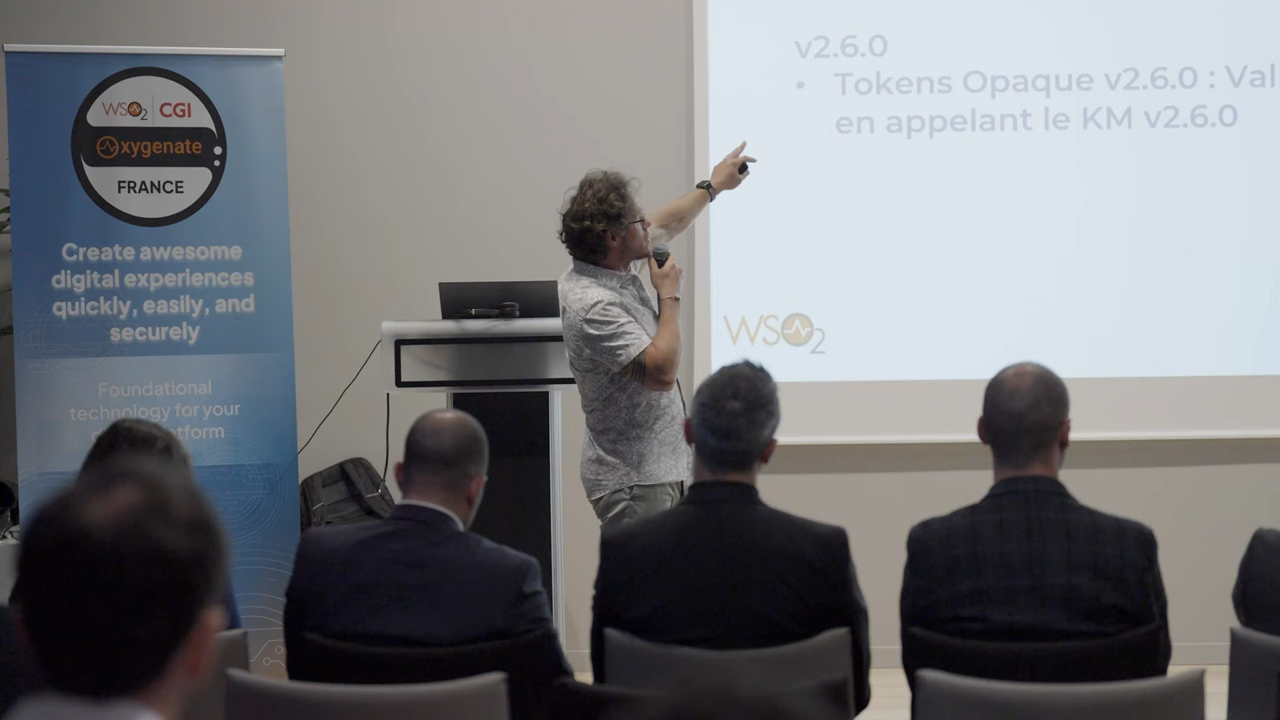 WSO2 CGI
Oxygenate
FRANCE
Create awesome
digital experiences
quickly, easily, and
securely
Foundational
technology for your
v2.6.0
• Tokens Opaque v2.6.0 : Val
en appelant le KM v2.6.0
WSO2